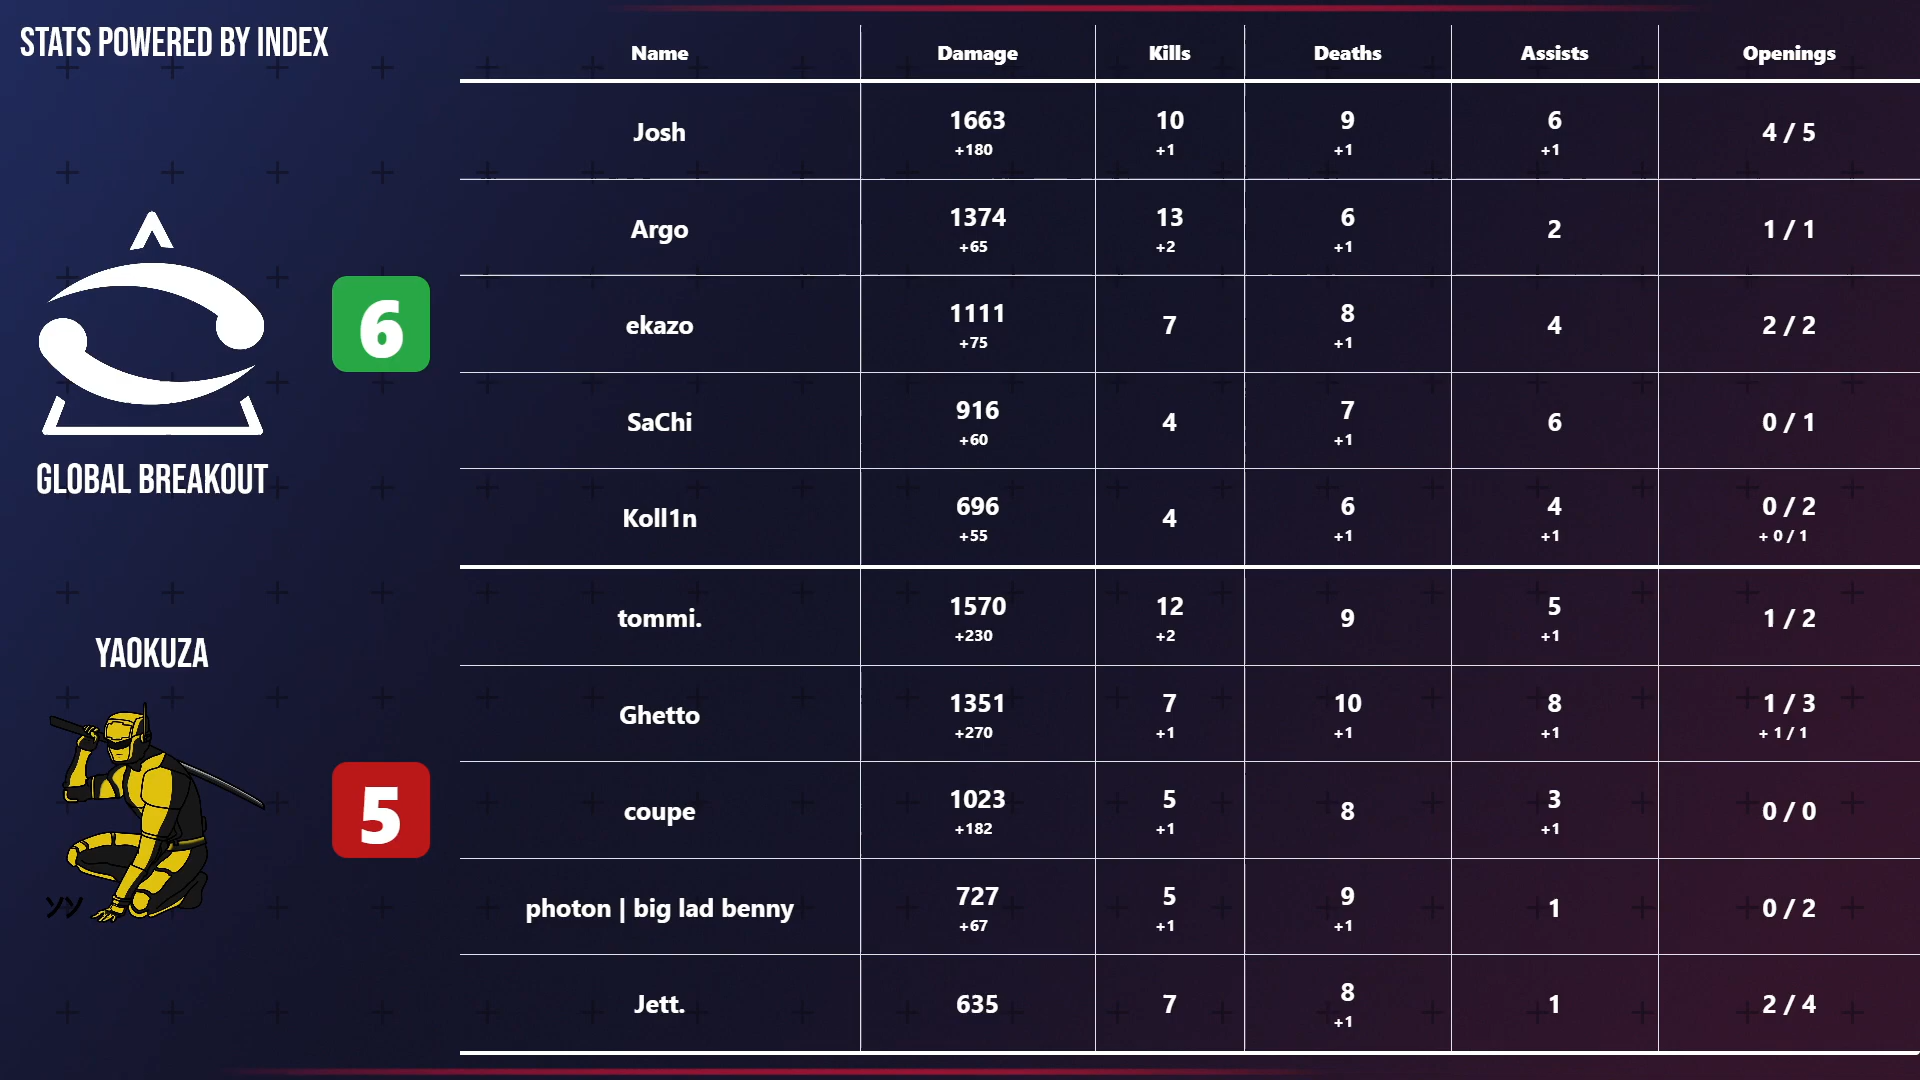 STATS POWERED BY INDEX
Name Damage Kills Deaths Assists Openings
Josh 1663 10 9 6 4 / 5
+180 +1 +1 +1
Argo 1374 13 6 2 1 / 1
+65 +2 +1
ekazo 1111 7 8 4 2 / 2
+75 +1
6
SaChi 916 4 7 6 0 / 1
+60 +1
GLOBAL BREAKOUT
Koll1n 696 4 6 4 0 / 2
+55 +1 +1 + 0 / 1
tommi. 1570 12 9 5 1 / 2
+230 +2 +1
YAOKUZA
Ghetto 1351 7 10 8 1 / 3
+270 +1 +1 +1 + 1 / 1
5
coupe 1023 5 8 3 0 / 0
+182 +1 +1
photon | big lad benny 727 5 9 1 0 / 2
+67 +1 +1
Jett. 635 7 8 1 2 / 4
+1